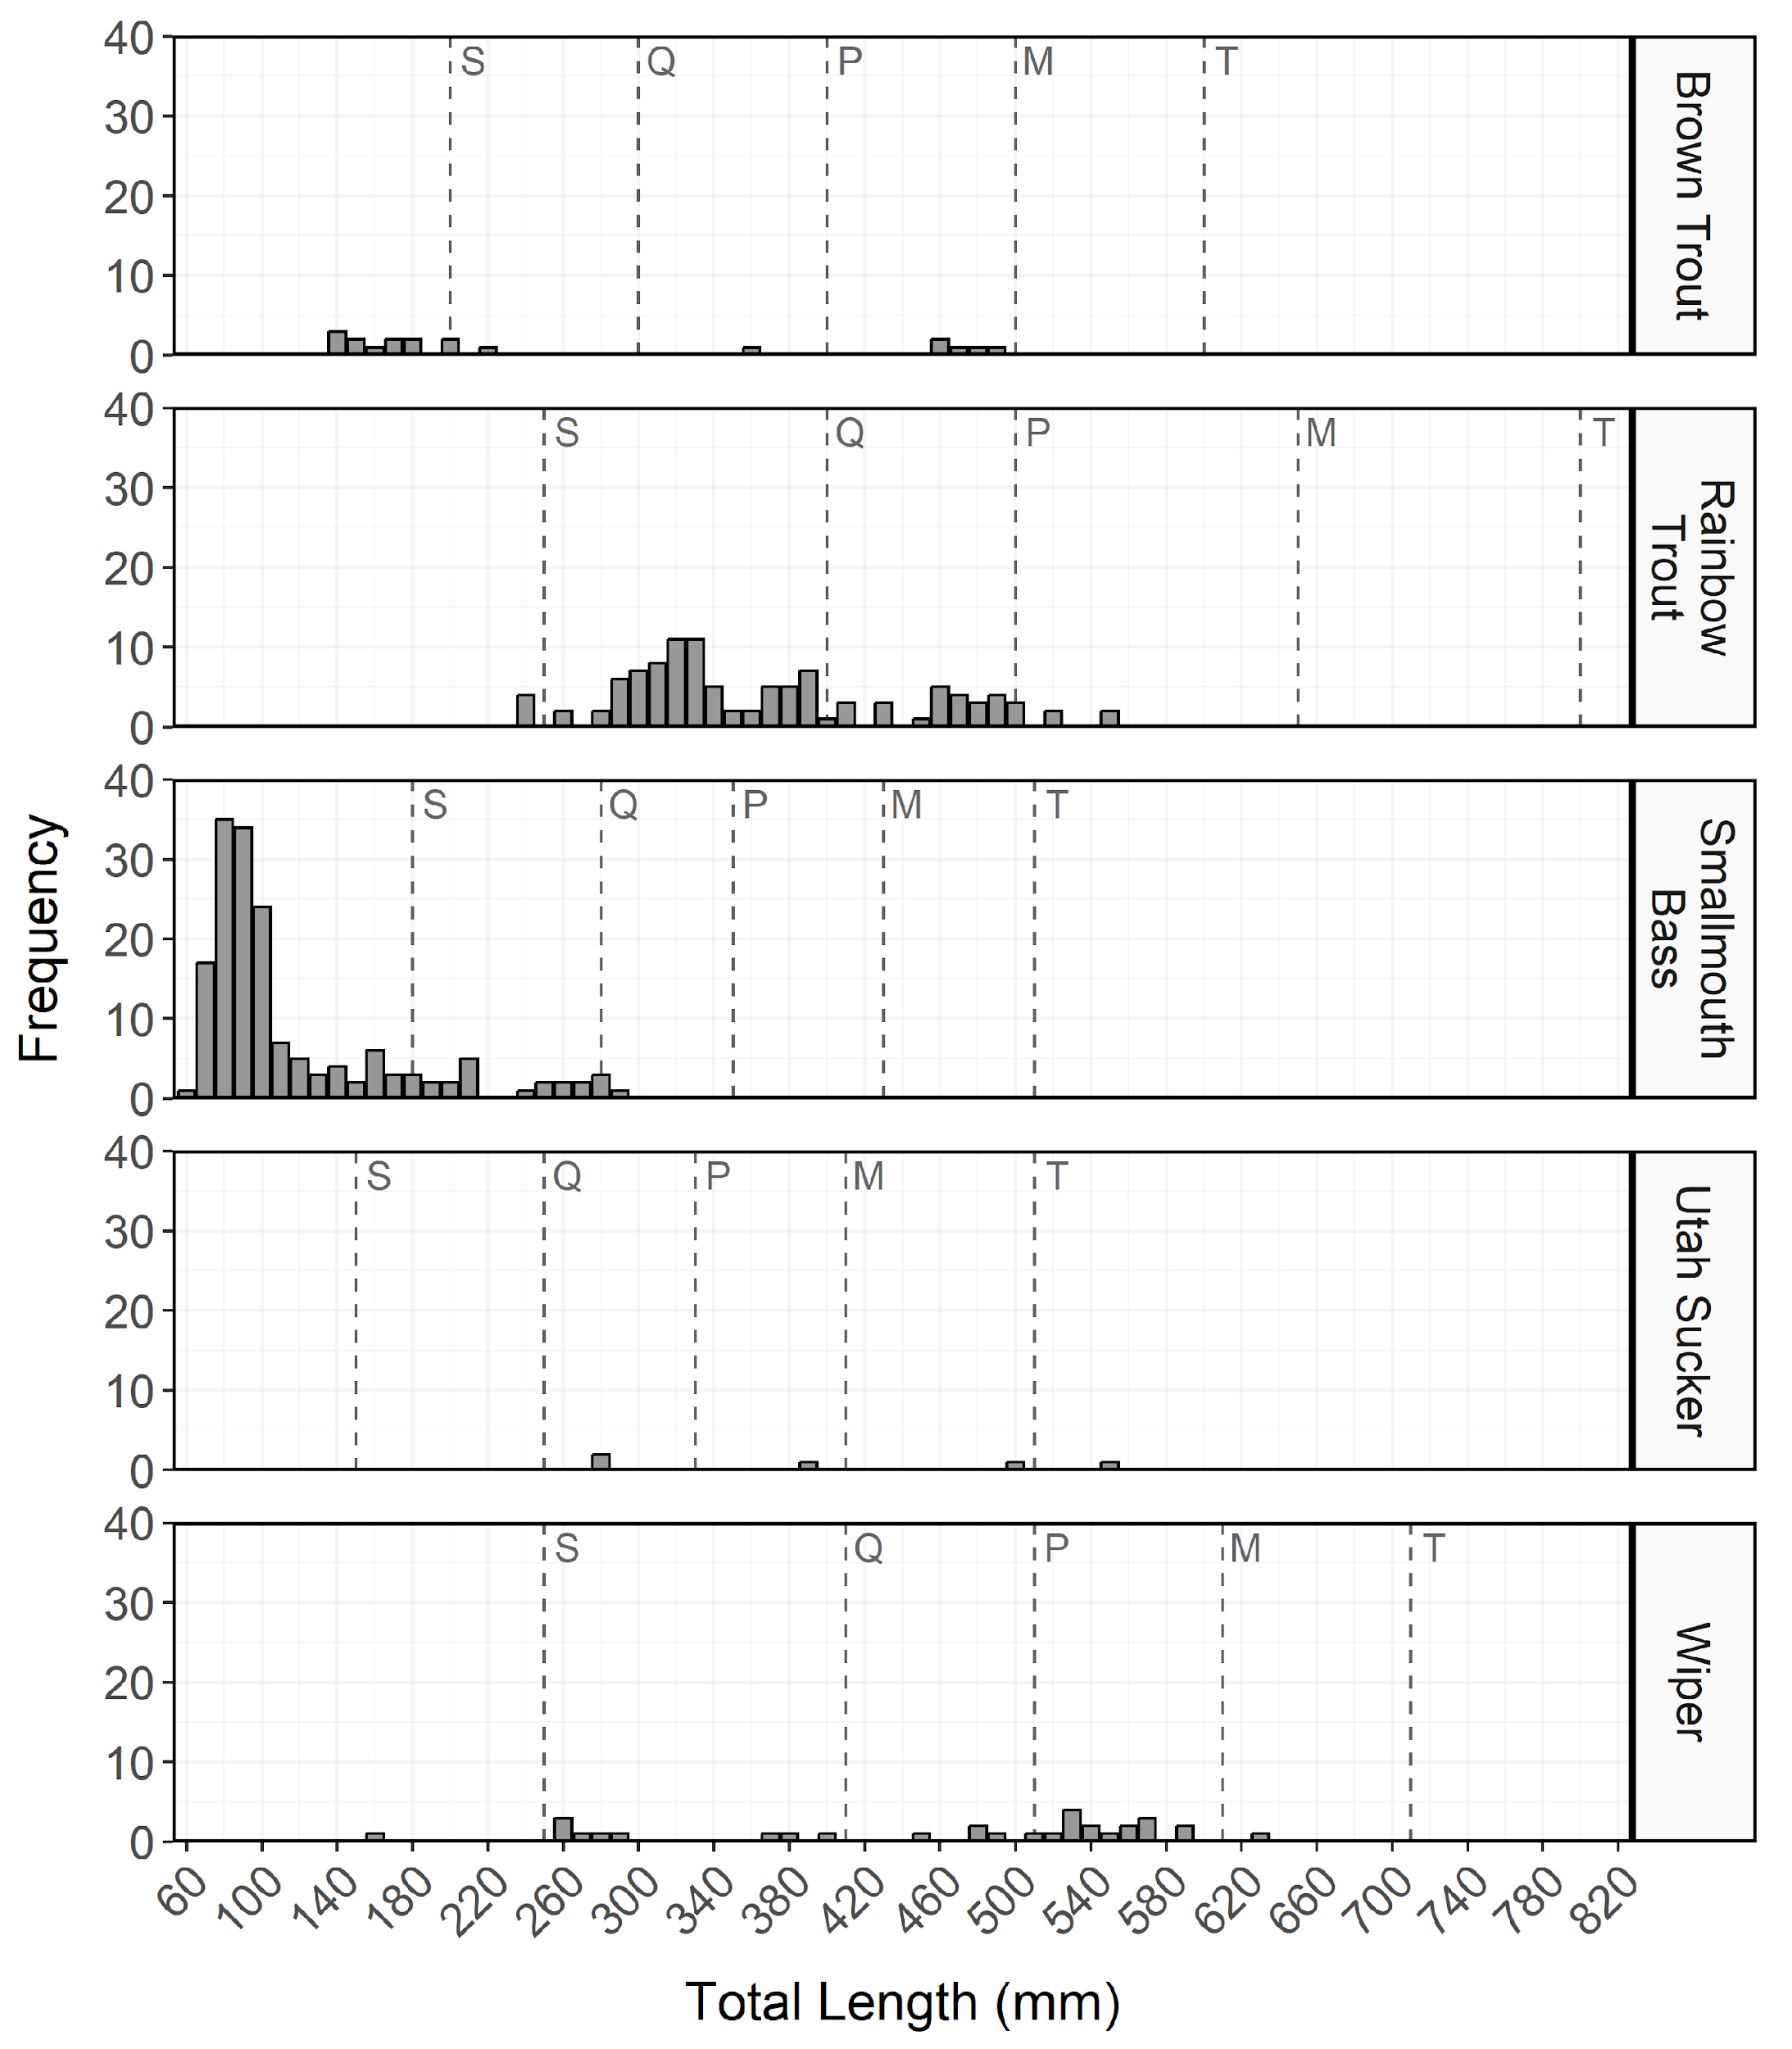 40
30
20
10
0
S Q P M T
Brown Trout
40
30
20
10
0
S Q P M T
Rainbow
Trout
40
30
20
10
0
S Q P M T
Smallmouth
Bass
40
30
20
10
0
S Q P M T
Utah Sucker
40
30
20
10
0
S Q P M T
Wiper
Frequency
60 100 140 180 220 260 300 340 380 420 460 500 540 580 620 660 700 740 780 820
Total Length (mm)